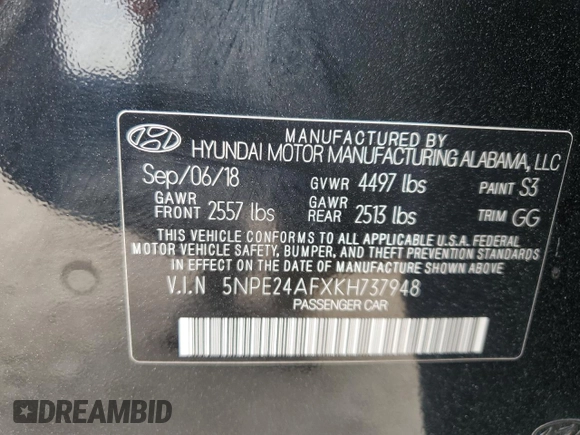 MANUFACTURED BY
HYUNDAI MOTOR MANUFACTURING ALABAMA, LLC
Sep/06/18 GVWR 4497 lbs PAINT S3
GAWR FRONT 2557 lbs GAWR REAR 2513 lbs TRIM GG
THIS VEHICLE CONFORMS TO ALL APPLICABLE U.S.A. FEDERAL
MOTOR VEHICLE SAFETY, BUMPER, AND THEFT PREVENTION STANDARDS
IN EFFECT ON THE DATE OF MANUFACTURE SHOWN ABOVE.
V.I.N 5NPE24AFXKH737948
PASSENGER CAR
DREAMBID